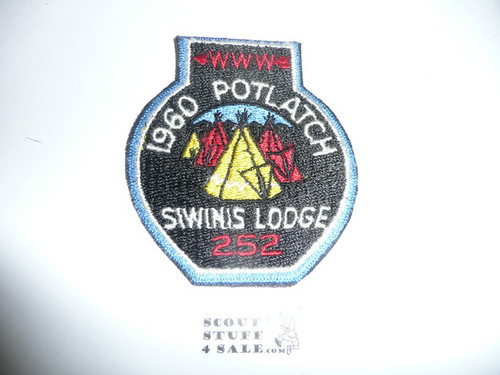 WWW
1960 POTLATCH
SIWINIS LODGE
252
SCOUT
STUFF
4 SALE.COM